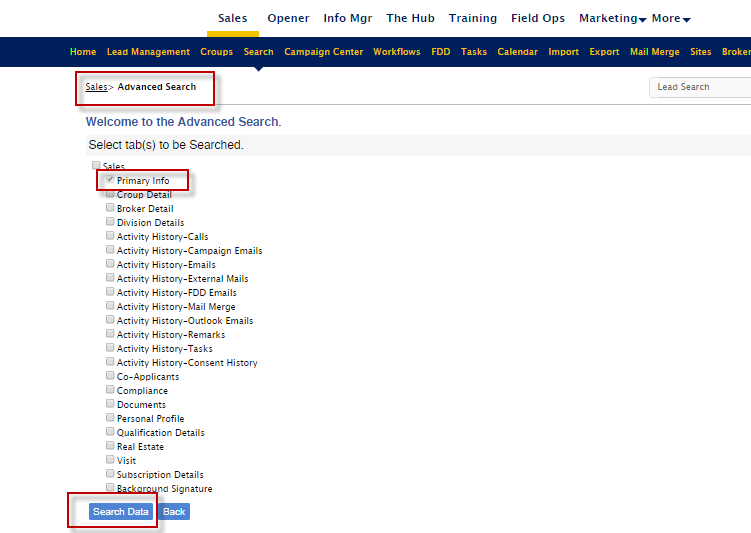 Sales Opener Info Mgr The Hub Training Field Ops Marketing More
Home Lead Management Groups Search Campaign Center Workflows FDD Tasks Calendar Import Export Mail Merge Sites Broker
Sales> Advanced Search
Lead Search
Welcome to the Advanced Search.
Select tab(s) to be Searched.
Sales
Primary Info
Group Detail
Broker Detail
Division Details
Activity History-Calls
Activity History-Campaign Emails
Activity History-Emails
Activity History-External Mails
Activity History-FDD Emails
Activity History-Mail Merge
Activity History-Outlook Emails
Activity History-Remarks
Activity History-Tasks
Activity History-Consent History
Co-Applicants
Compliance
Documents
Personal Profile
Qualification Details
Real Estate
Visit
Subscription Details
Background Signature
Search Data Back